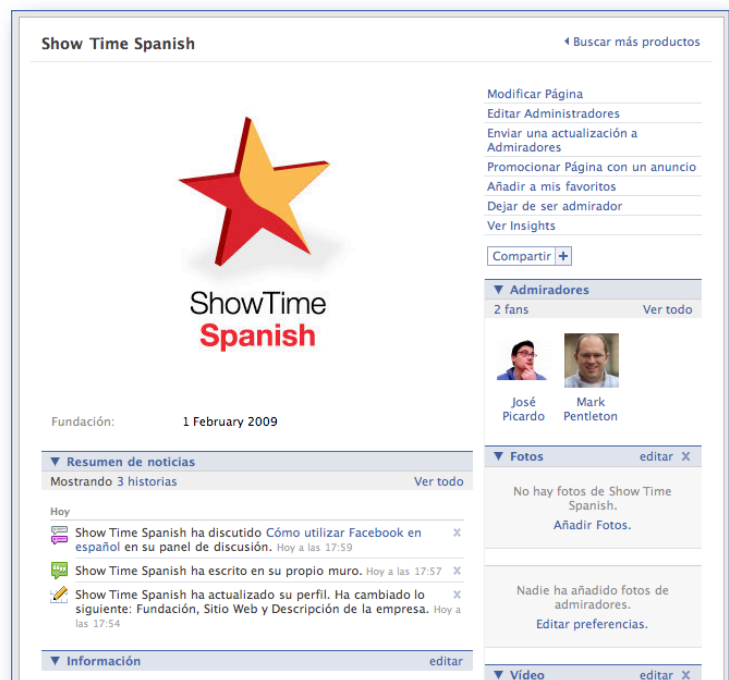 Show Time Spanish
Buscar más productos
ShowTime
Spanish
Fundación: 1 February 2009
Resumen de noticias
Mostrando 3 historias Ver todo
Hoy
Show Time Spanish ha discutido Cómo utilizar Facebook en
español en su panel de discusión. Hoy a las 17:59
Show Time Spanish ha escrito en su propio muro. Hoy a las 17:57
Show Time Spanish ha actualizado su perfil. Ha cambiado lo
siguiente: Fundación, Sitio Web y Descripción de la empresa. Hoy a
las 17:54
Información editar
Modificar Página
Editar Administradores
Enviar una actualización a
Admiradores
Promocionar Página con un anuncio
Añadir a mis favoritos
Dejar de ser admirador
Ver Insights
Compartir +
Admiradores
2 fans Ver todo
José
Picardo
Mark
Pentleton
Fotos editar X
No hay fotos de Show Time
Spanish.
Añadir Fotos.
Nadie ha añadido fotos de
admiradores.
Editar preferencias.
Vídeo editar X